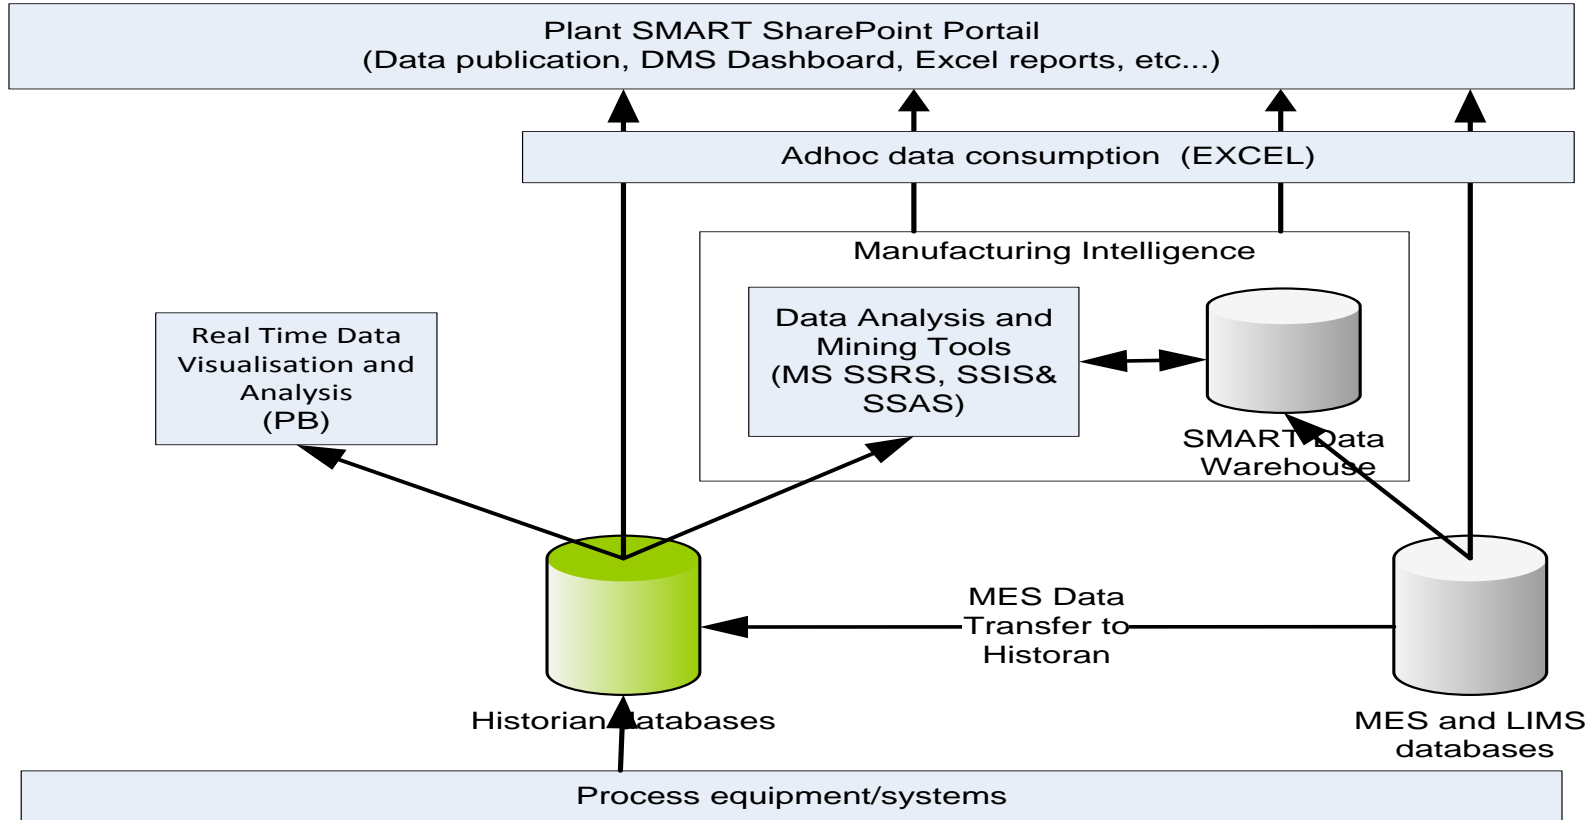 Plant SMART SharePoint Portail
(Data publication, DMS Dashboard, Excel reports, etc...)
Adhoc data consumption (EXCEL)
Manufacturing Intelligence
Real Time Data
Visualisation and
Analysis
(PB)
Data Analysis and
Mining Tools
(MS SSRS, SSIS&
SSAS)
SMART Data
Warehouse
MES Data
Transfer to
Historan
Historian databases
MES and LIMS
databases
Process equipment/systems